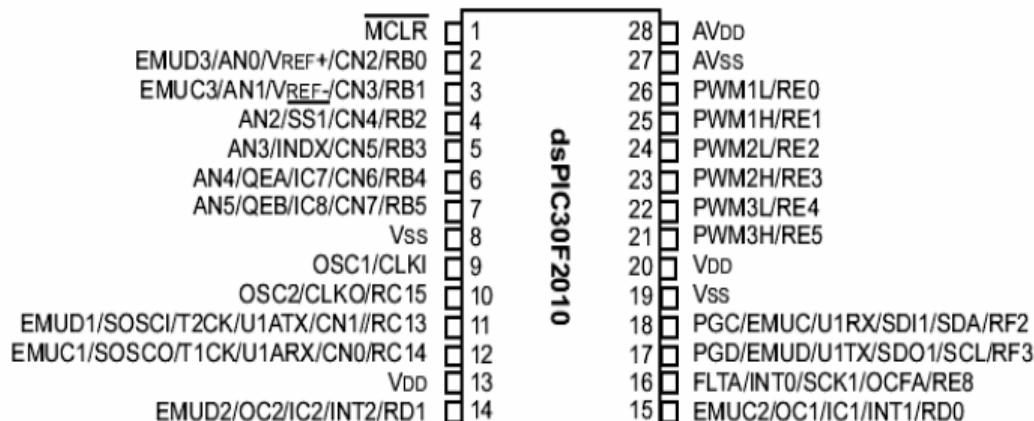 MCLR 1 28 AVDD
EMUD3/AN0/VREF+/CN2/RB0 2 27 AVSS
EMUC3/AN1/VREF-/CN3/RB1 3 26 PWM1L/RE0
AN2/SS1/CN4/RB2 4 25 PWM1H/RE1
AN3/INDX/CN5/RB3 5 24 PWM2L/RE2
AN4/QEA/IC7/CN6/RB4 6 23 PWM2H/RE3
AN5/QEB/IC8/CN7/RB5 7 22 PWM3L/RE4
VSS 8 21 PWM3H/RE5
OSC1/CLKI 9 20 VDD
OSC2/CLKO/RC15 10 19 VSS
EMUD1/SOSCI/T2CK/U1ATX/CN1//RC13 11 18 PGC/EMUC/U1RX/SDI1/SDA/RF2
EMUC1/SOSCO/T1CK/U1ARX/CN0/RC14 12 17 PGD/EMUD/U1TX/SDO1/SCL/RF3
VDD 13 16 FLTA/INT0/SCK1/OCFA/RE8
EMUD2/OC2/IC2/INT2/RD1 14 15 EMUC2/OC1/IC1/INT1/RD0
dsPIC30F2010